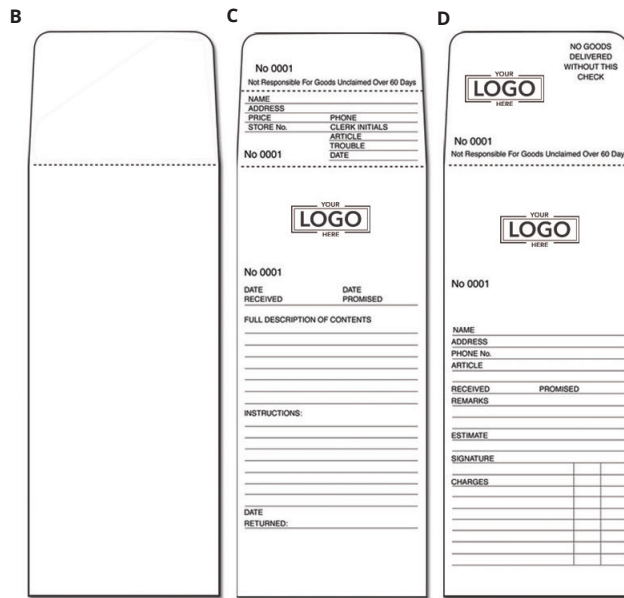 B
C
No 0001
Not Responsible For Goods Unclaimed Over 60 Days
NAME
ADDRESS
PRICE PHONE
STORE No. CLERK INITIALS
ARTICLE
TROUBLE
No 0001 DATE
YOUR
LOGO
HERE
No 0001
DATE RECEIVED DATE PROMISED
FULL DESCRIPTION OF CONTENTS
INSTRUCTIONS:
DATE
RETURNED:
D
NO GOODS
DELIVERED
WITHOUT THIS
CHECK
YOUR
LOGO
HERE
No 0001
Not Responsible For Goods Unclaimed Over 60 Day
YOUR
LOGO
HERE
No 0001
NAME
ADDRESS
PHONE No.
ARTICLE
RECEIVED PROMISED
REMARKS
ESTIMATE
SIGNATURE
CHARGES